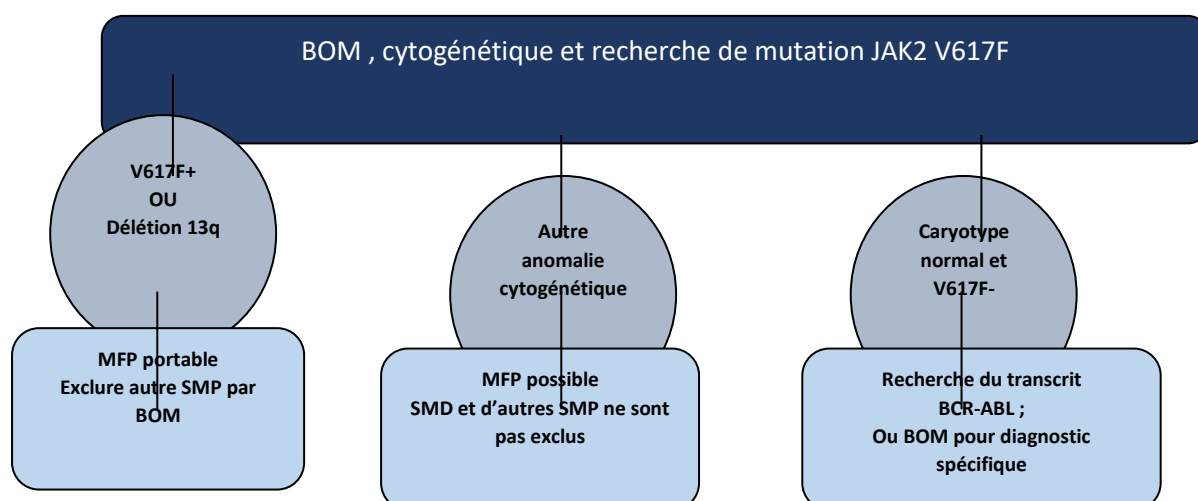 BOM , cytogénétique et recherche de mutation JAK2 V617F
V617F+
OU
Délétion 13q
Autre
anomalie
cytogénétique
Caryotype
normal et
V617F-
MFP portable
Exclure autre SMP par
BOM
MFP possible
SMD et d’autres SMP ne sont
pas exclus
Recherche du transcrit
BCR-ABL ;
Ou BOM pour diagnostic
spécifique